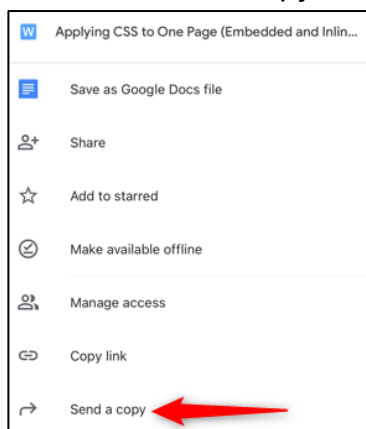 W Applying CSS to One Page (Embedded and Inlin...
Save as Google Docs file
Share
Add to starred
Make available offline
Manage access
Copy link
Send a copy